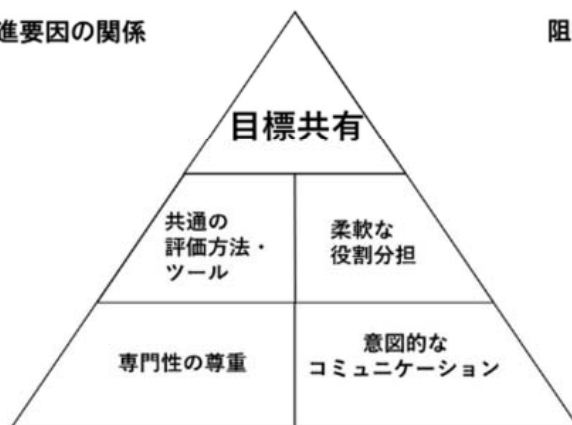 進要因の関係
阻
目標共有
共通の
評価方法・
ツール
柔軟な
役割分担
専門性の尊重
意図的な
コミュニケーション